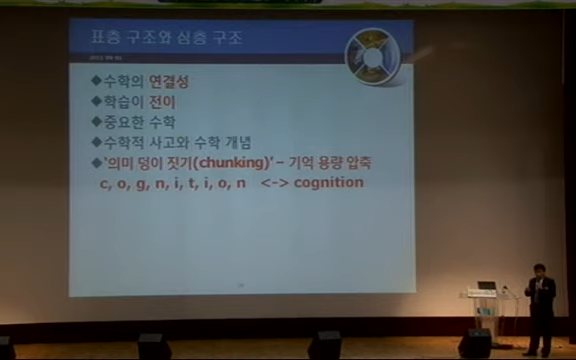 표층 구조와 심층 구조
◆수학의 연결성
◆학습이 전이
◆중요한 수학
◆수학적 사고와 수학 개념
◆'의미 덩이 짓기(chunking)' – 기억 용량 압축
c, o, g, n, i, t, i, o, n <-> cognition